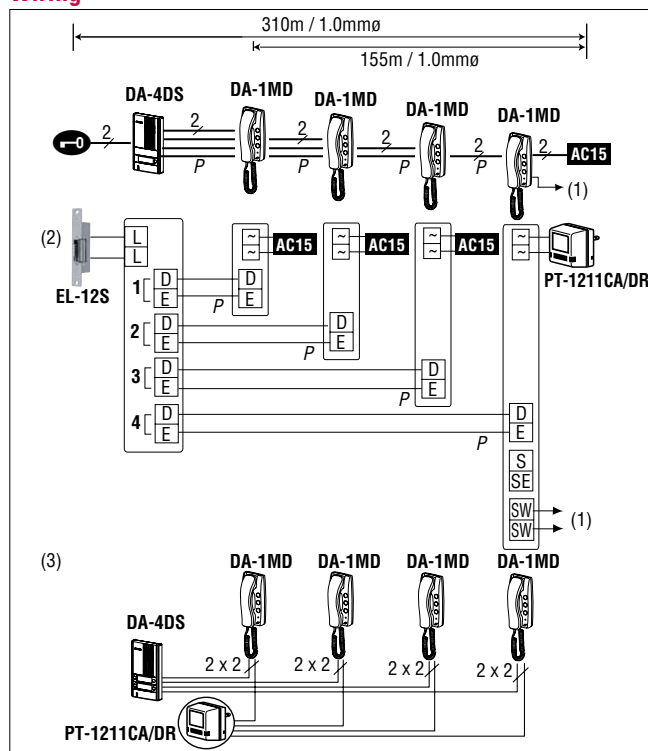 310m / 1.0mmø
155m / 1.0mmø
DA-4DS DA-1MD DA-1MD DA-1MD DA-1MD
2 2 2 2 2 2 AC15
P P P P
(1)
(2) L ~ AC15 ~ AC15 ~ AC15 ~
L ~ ~ ~ ~
EL-12S PT-1211CA/DR
1 D D
E P E
2 D D
E P E
3 D D
E P E
4 D D
E P E
S
SE
SW (1)
SW
(3) DA-1MD DA-1MD DA-1MD DA-1MD
DA-4DS
2 x 2 2 x 2 2 x 2 2 x 2
PT-1211CA/DR